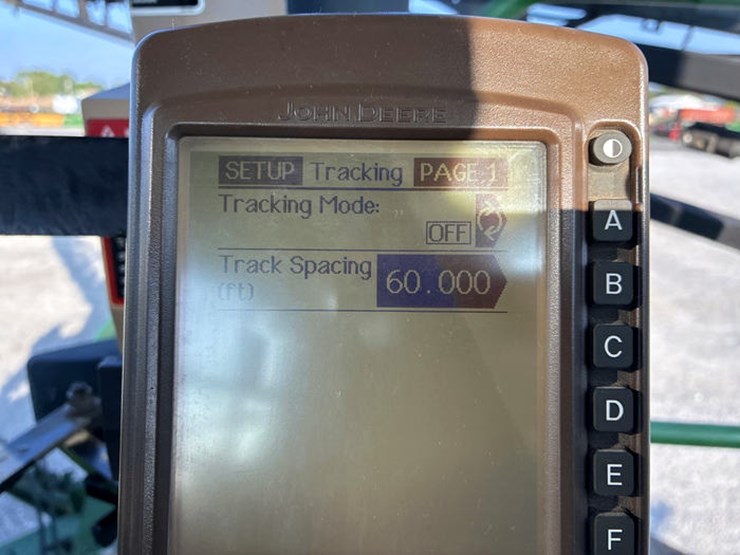 JOHN DEERE
SETUP Tracking PAGE 1
Tracking Mode:
OFF
A
Track Spacing
(ft)
60.000
B
C
D
E
F